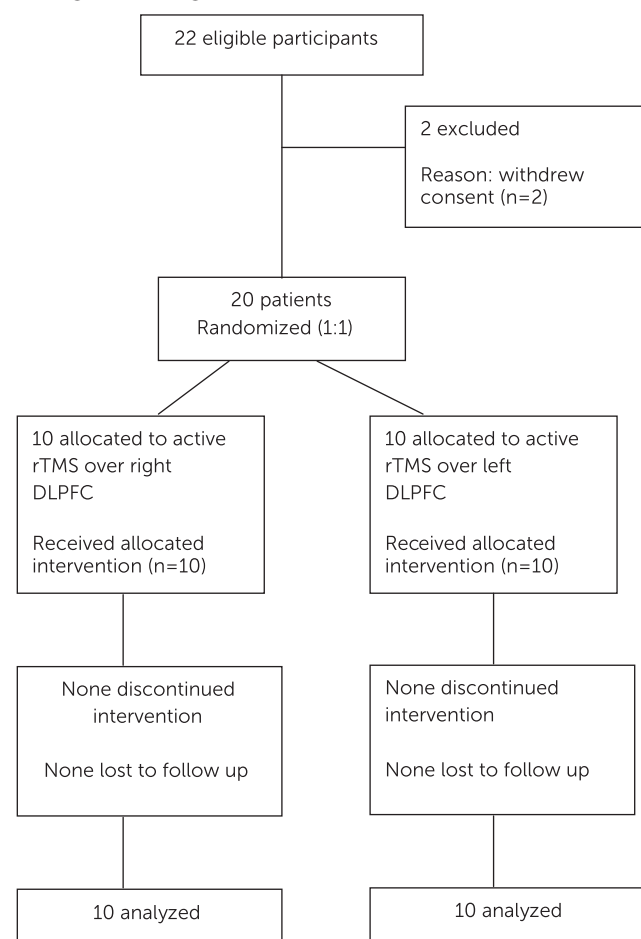 22 eligible participants
2 excluded
Reason: withdrew
consent (n=2)
20 patients
Randomized (1:1)
10 allocated to active
rTMS over right
DLPFC
Received allocated
intervention (n=10)
10 allocated to active
rTMS over left
DLPFC
Received allocated
intervention (n=10)
None discontinued
intervention
None lost to follow up
None discontinued
intervention
None lost to follow up
10 analyzed
10 analyzed